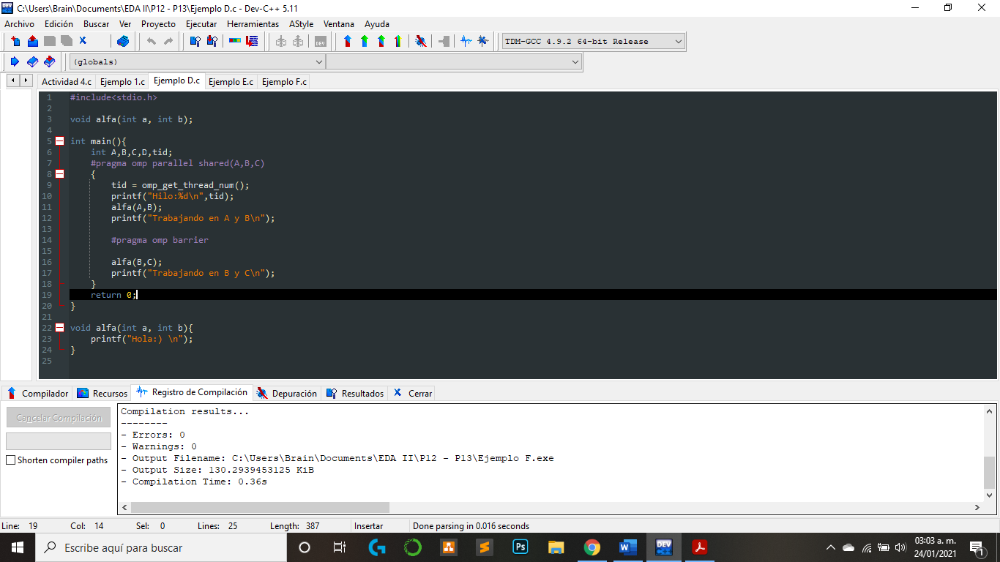 C:\Users\Brain\Documents\EDA II\P12 - P13\Ejemplo D.c - Dev-C++ 5.11
Archivo Edición Buscar Ver Proyecto Ejecutar Herramientas AStyle Ventana Ayuda
TDM-GCC 4.9.2 64-bit Release
(globals)
Actividad 4.c Ejemplo 1.c Ejemplo D.c Ejemplo E.c Ejemplo F.c
1 #include<stdio.h>
2
3 void alfa(int a, int b);
4
5 int main(){
6 int A,B,C,D,tid;
7 #pragma omp parallel shared(A,B,C)
8 {
9 tid = omp_get_thread_num();
10 printf("Hilo:%d\n",tid);
11 alfa(A,B);
12 printf("Trabajando en A y B\n");
13
14 #pragma omp barrier
15
16 alfa(B,C);
17 printf("Trabajando en B y C\n");
18 }
19 return 0;
20 }
21
22 void alfa(int a, int b){
23 printf("Hola:) \n");
24 }
25
Compilador Recursos Registro de Compilación Depuración Resultados Cerrar
Cancelar Compilación
Shorten compiler paths
Compilation results...
--------
- Errors: 0
- Warnings: 0
- Output Filename: C:\Users\Brain\Documents\EDA II\P12 - P13\Ejemplo F.exe
- Output Size: 130.2939453125 KiB
- Compilation Time: 0.36s
Line: 19 Col: 14 Sel: 0 Lines: 25 Length: 387 Insertar Done parsing in 0.016 seconds
Escribe aquí para buscar
03:03 a. m.
24/01/2021